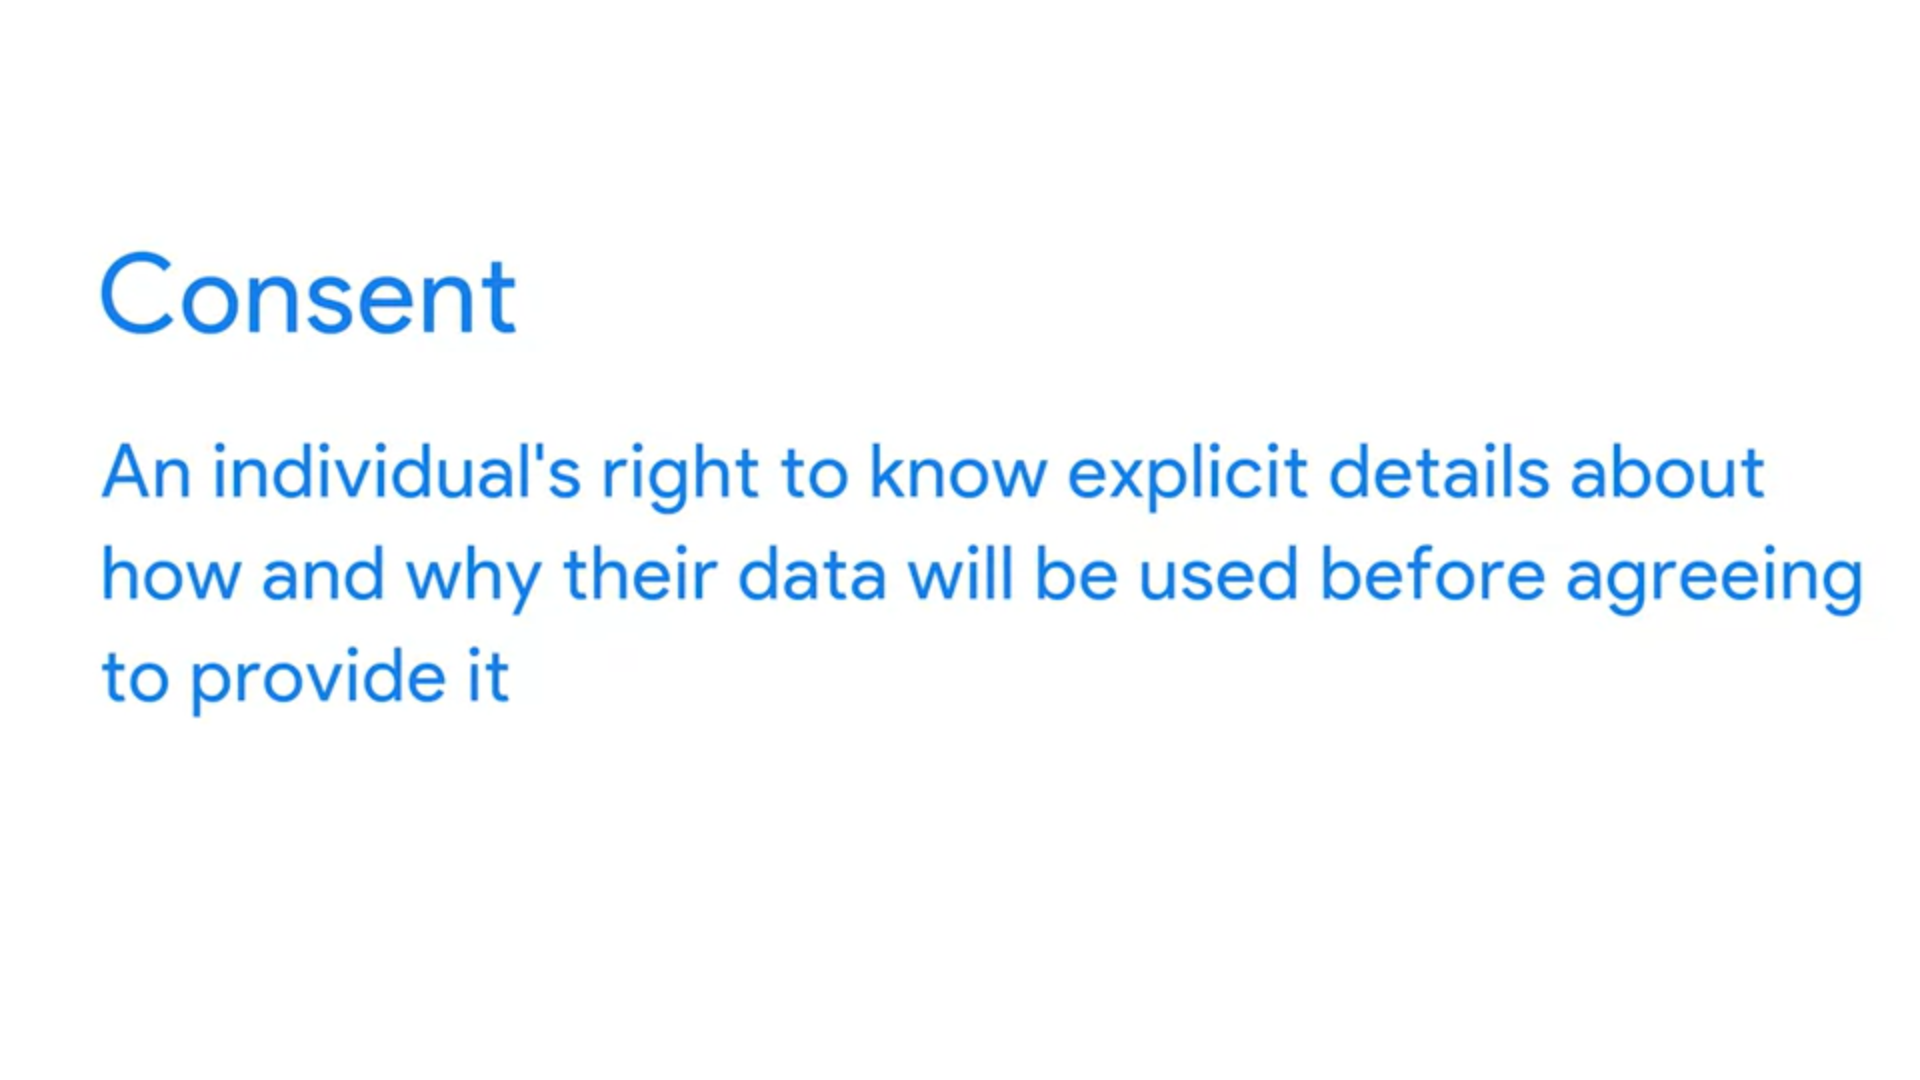 Consent
An individual's right to know explicit details about
how and why their data will be used before agreeing
to provide it